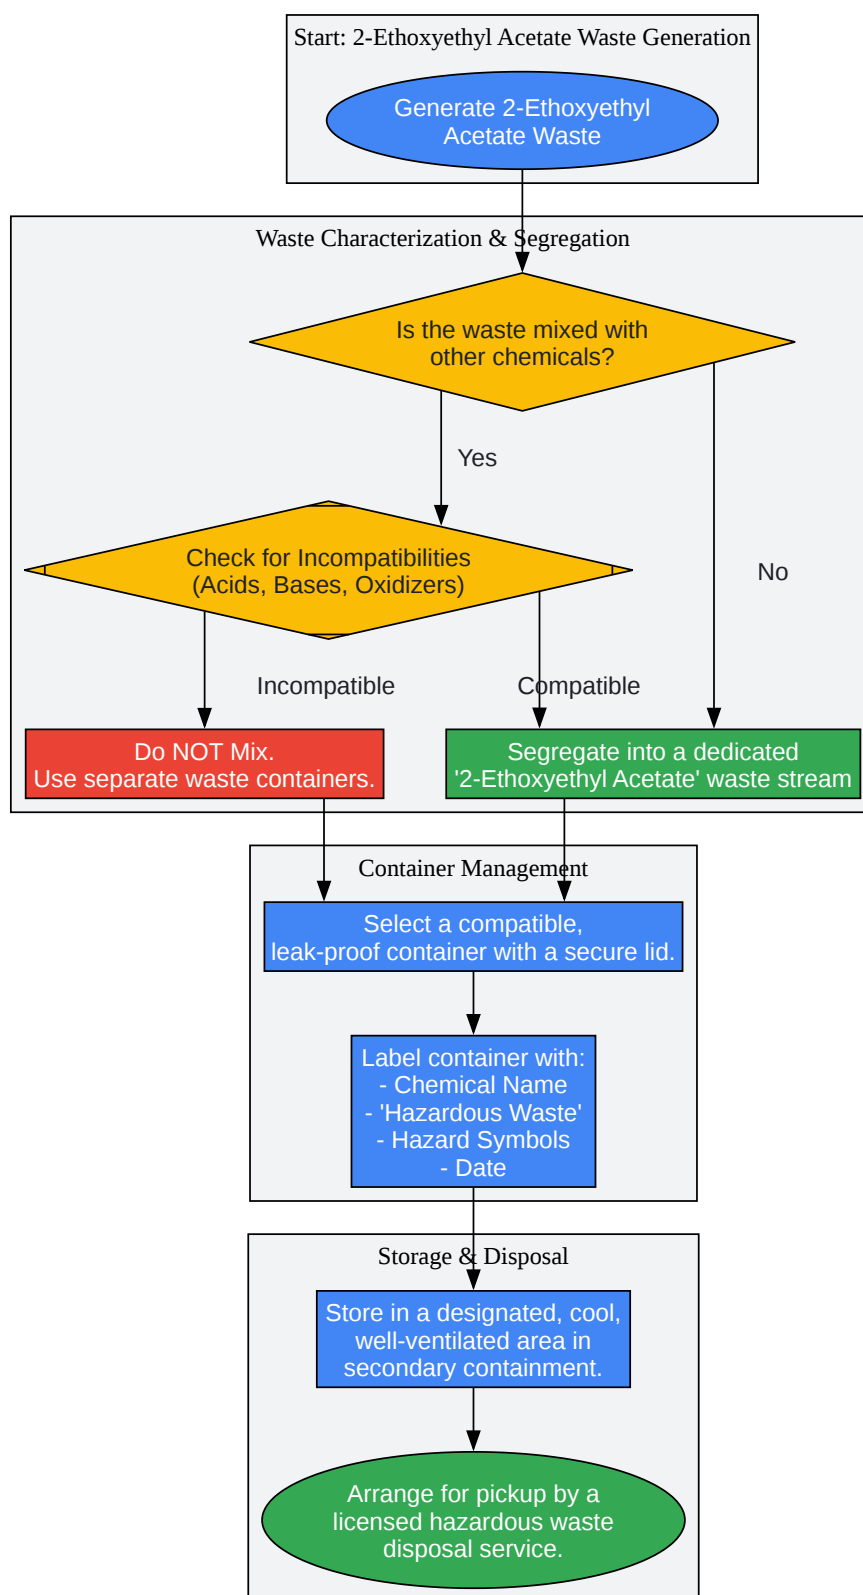 Start: 2-Ethoxyethyl Acetate Waste Generation
Generate 2-Ethoxyethyl
Acetate Waste
Waste Characterization & Segregation
Is the waste mixed with
other chemicals?
Yes
Check for Incompatibilities
(Acids, Bases, Oxidizers)
No
Incompatible
Compatible
Do NOT Mix.
Use separate waste containers.
Segregate into a dedicated
'2-Ethoxyethyl Acetate' waste stream
Container Management
Select a compatible,
leak-proof container with a secure lid.
Label container with:
- Chemical Name
- 'Hazardous Waste'
- Hazard Symbols
- Date
Storage & Disposal
Store in a designated, cool,
well-ventilated area in
secondary containment.
Arrange for pickup by a
licensed hazardous waste
disposal service.